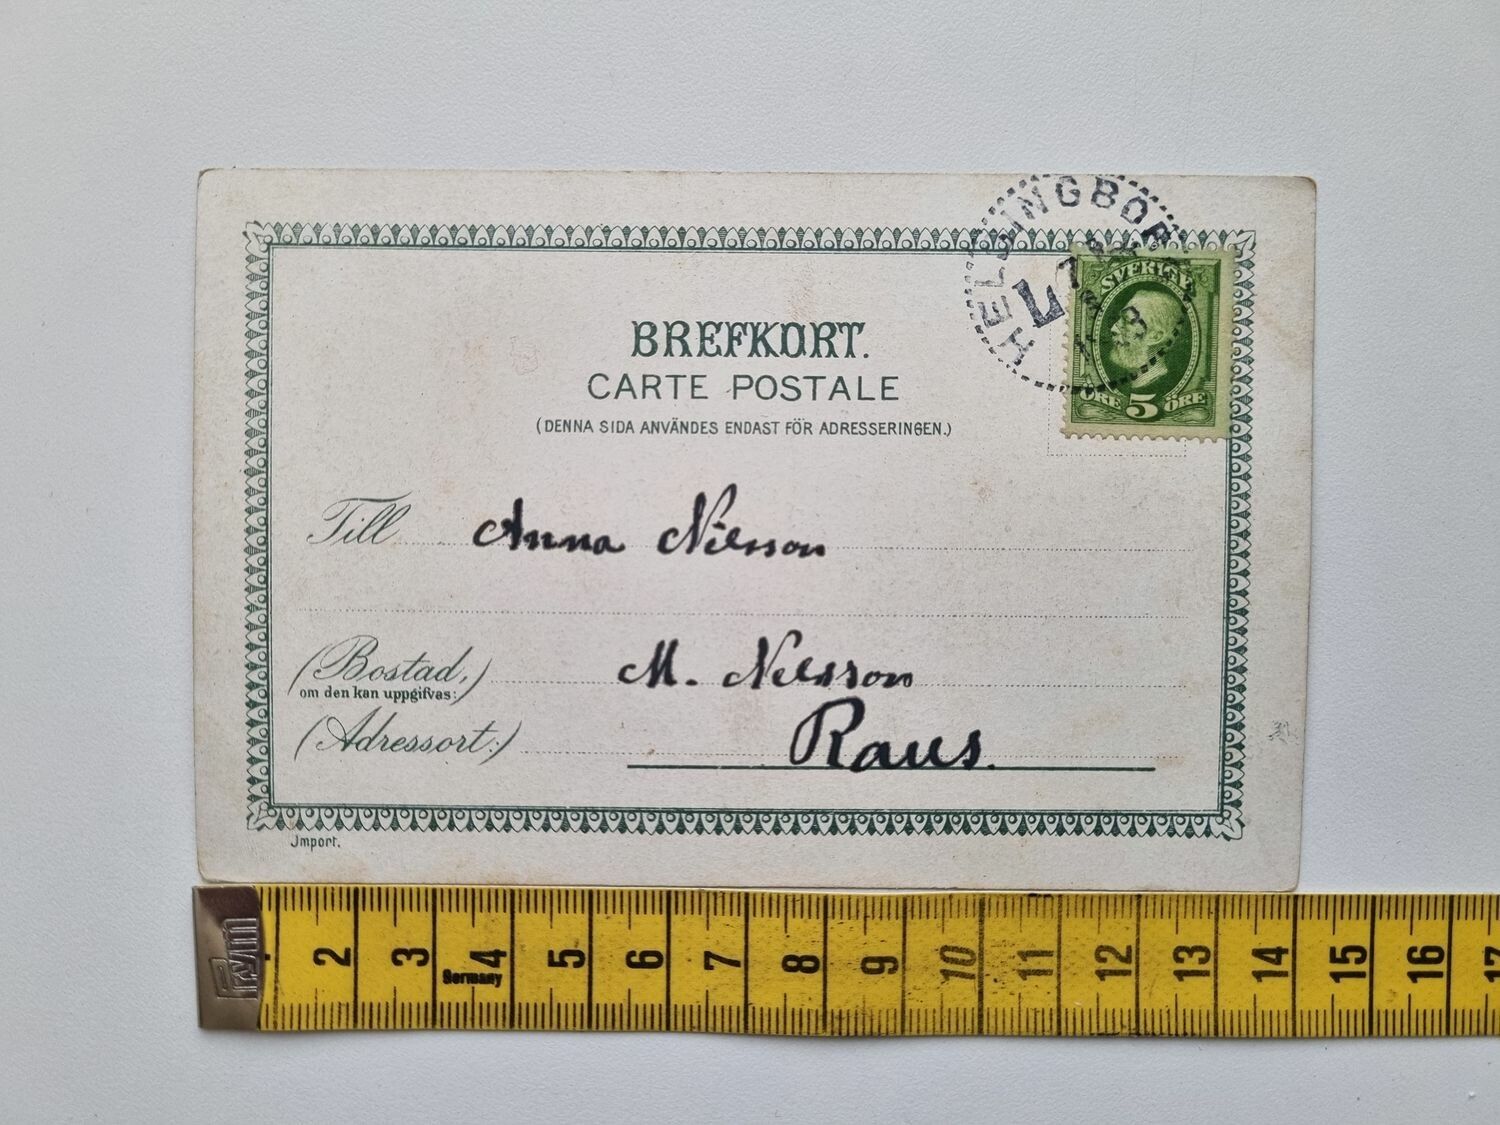 HELSINGBORG
L
SVERIGE
ÖRE 5 ÖRE
BREFKORT.
CARTE POSTALE
(DENNA SIDA ANVÄNDES ENDAST FÖR ADRESSERINGEN.)
Till Anna Nilsson
(Bostad,) M. Nilsson
om den kan uppgifvas:
(Adressort:) Raus.
Import.
Prym
2 3 4 5 6 7 8 9 10 11 12 13 14 15 16 17
Germany